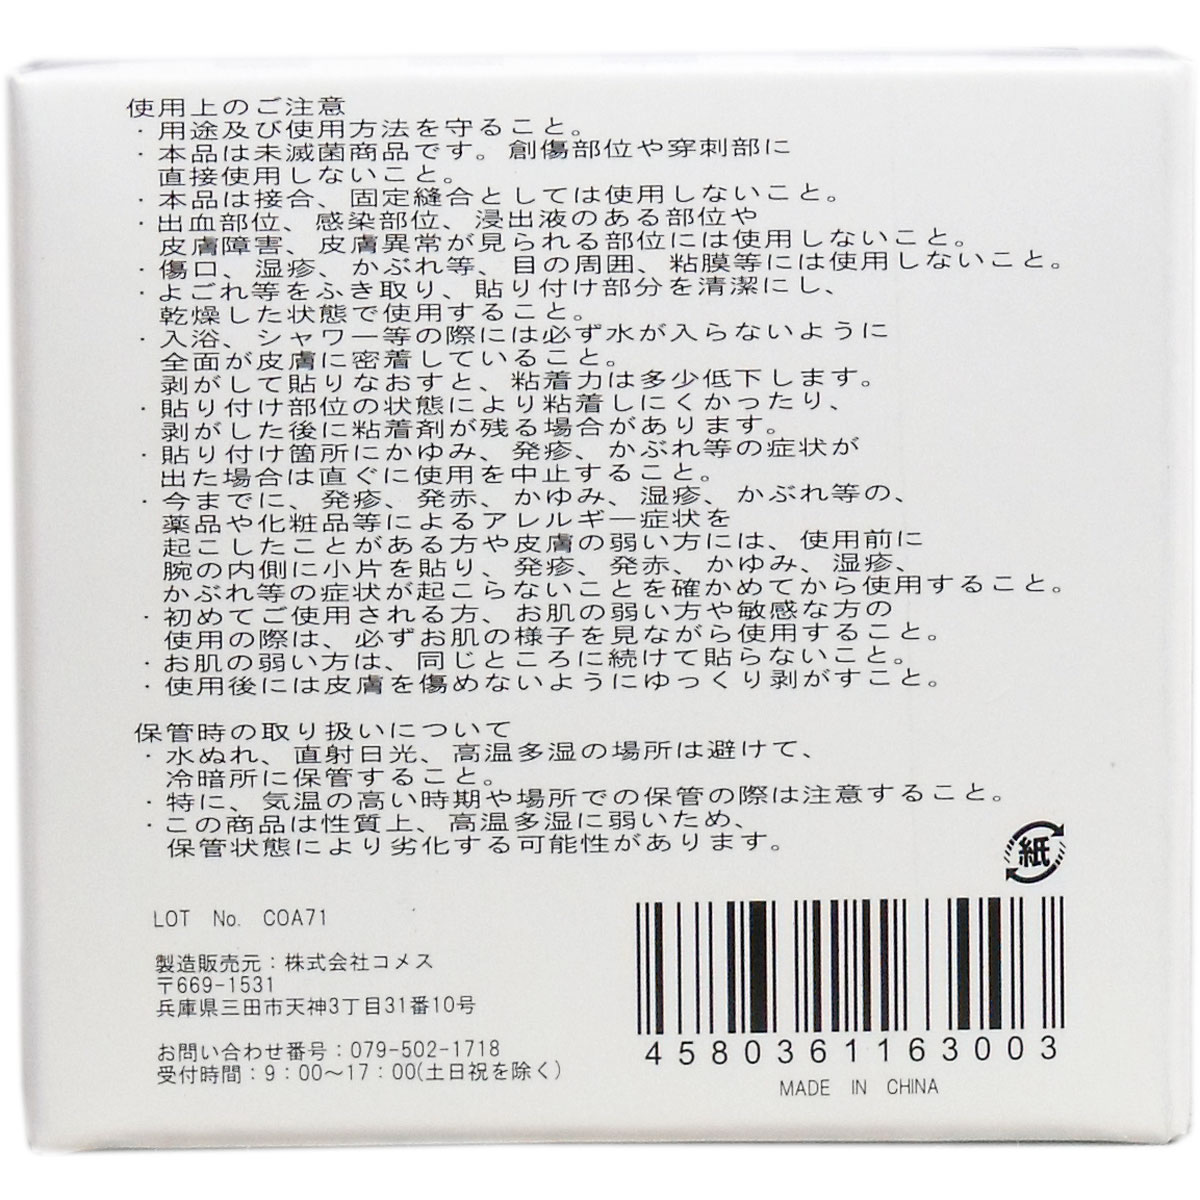 使用上のご注意
・用途及び使用方法を守ること。
・本品は未滅菌商品です。創傷部位や穿刺部に
直接使用しないこと。
・本品は接合、固定縫合としては使用しないこと。
・出血部位、感染部位、浸出液のある部位や
皮膚障害、皮膚異常が見られる部位には使用しないこと。
・傷口、湿疹、かぶれ等、目の周囲、粘膜等には使用しないこと。
・よごれ等をふき取り、貼り付け部分を清潔にし、
乾燥した状態で使用すること。
・入浴、シャワー等の際には必ず水が入らないように
全面が皮膚に密着していること。
剥がして貼りなおすと、粘着力は多少低下します。
・貼り付け部位の状態により粘着しにくかったり、
剥がした後に粘着剤が残る場合があります。
・貼り付け箇所にかゆみ、発疹、かぶれ等の症状が
出た場合は直ぐに使用を中止すること。
・今までに、発疹、発赤、かゆみ、湿疹、かぶれ等の、
薬品や化粧品等によるアレルギー症状を
起こしたことがある方や皮膚の弱い方には、使用前に
腕の内側に小片を貼り、発疹、発赤、かゆみ、湿疹、
かぶれ等の症状が起こらないことを確かめてから使用すること。
・初めてご使用される方、お肌の弱い方や敏感な方の
使用の際は、必ずお肌の様子を見ながら使用すること。
・お肌の弱い方は、同じところに続けて貼らないこと。
・使用後には皮膚を傷めないようにゆっくり剥がすこと。
保管時の取り扱いについて
・水ぬれ、直射日光、高温多湿の場所は避けて、
冷暗所に保管すること。
・特に、気温の高い時期や場所での保管の際は注意すること。
・この商品は性質上、高温多湿に弱いため、
保管状態により劣化する可能性があります。
紙
LOT No. COA71
製造販売元：株式会社コメス
〒669-1531
兵庫県三田市天神3丁目31番10号
お問い合わせ番号：079-502-1718
受付時間：9：00～17：00(土日祝を除く)
4580361163003
MADE IN CHINA